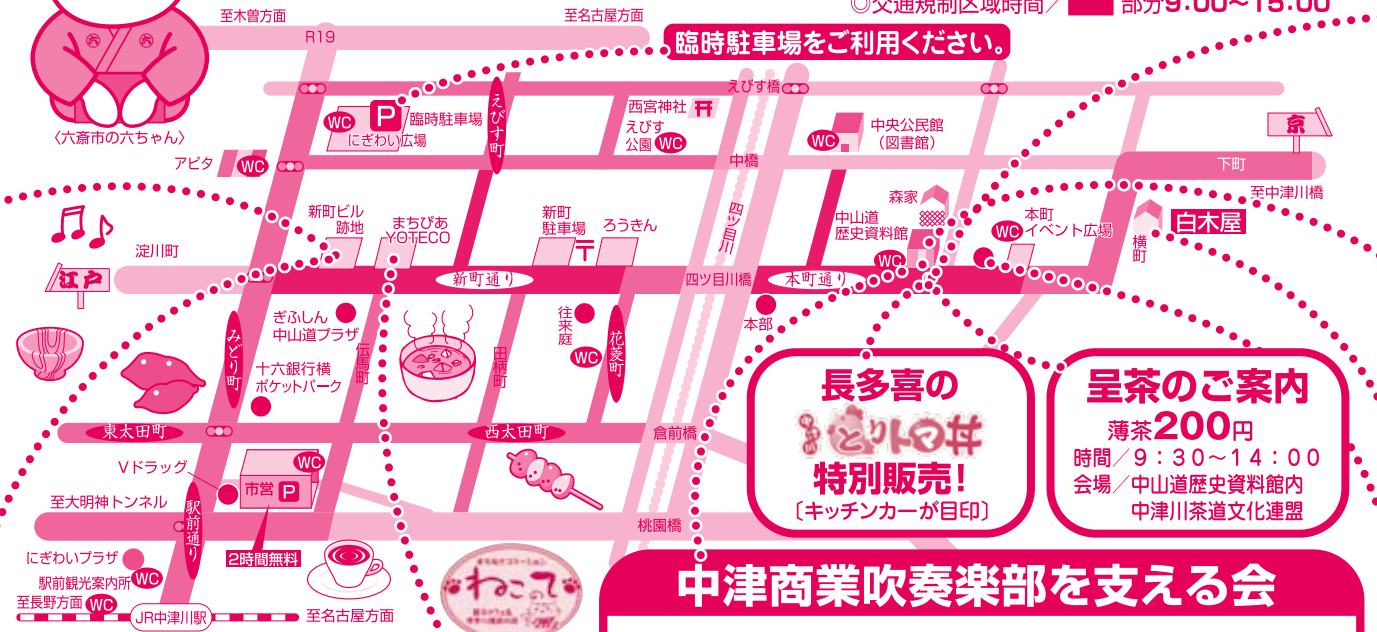 ◎交通規制区域時間／ 部分9:00〜15:00
至木曽方面
至名古屋方面
R19
臨時駐車場をご利用ください。
〈六斎市の六ちゃん〉
WC
P
臨時駐車場
にぎわい広場
えびす町
西宮神社
えびす
公園 WC
えびす橋
中央公民館
（図書館）
WC
京
アピタ WC
中橋
下町
至中津川橋
新町ビル
跡地
まちぴあ
YOTECO
新町
駐車場
〒
ろうきん
四ツ目川
森家
中山道
歴史資料館
WC
本町
イベント広場
WC
横町
白木屋
淀川町
江戸
新町通り
四ツ目川橋
本町通り
本部
ぎふしん
中山道プラザ
みどり町
十六銀行横
ポケットパーク
伝馬町
田柄町
往来庭
WC
花菱町
長多喜の
とりトマ丼
特別販売！
〔キッチンカーが目印〕
呈茶のご案内
薄茶200円
時間／9：30〜14：00
会場／中山道歴史資料館内
中津川茶道文化連盟
東太田町
西太田町
倉前橋
Vドラッグ
市営 P
WC
2時間無料
至大明神トンネル
駅前通り
桃園橋
にぎわいプラザ
駅前観光案内所 WC
至長野方面 WC
JR中津川駅
至名古屋方面
ねこのて
中津商業吹奏楽部を支える会